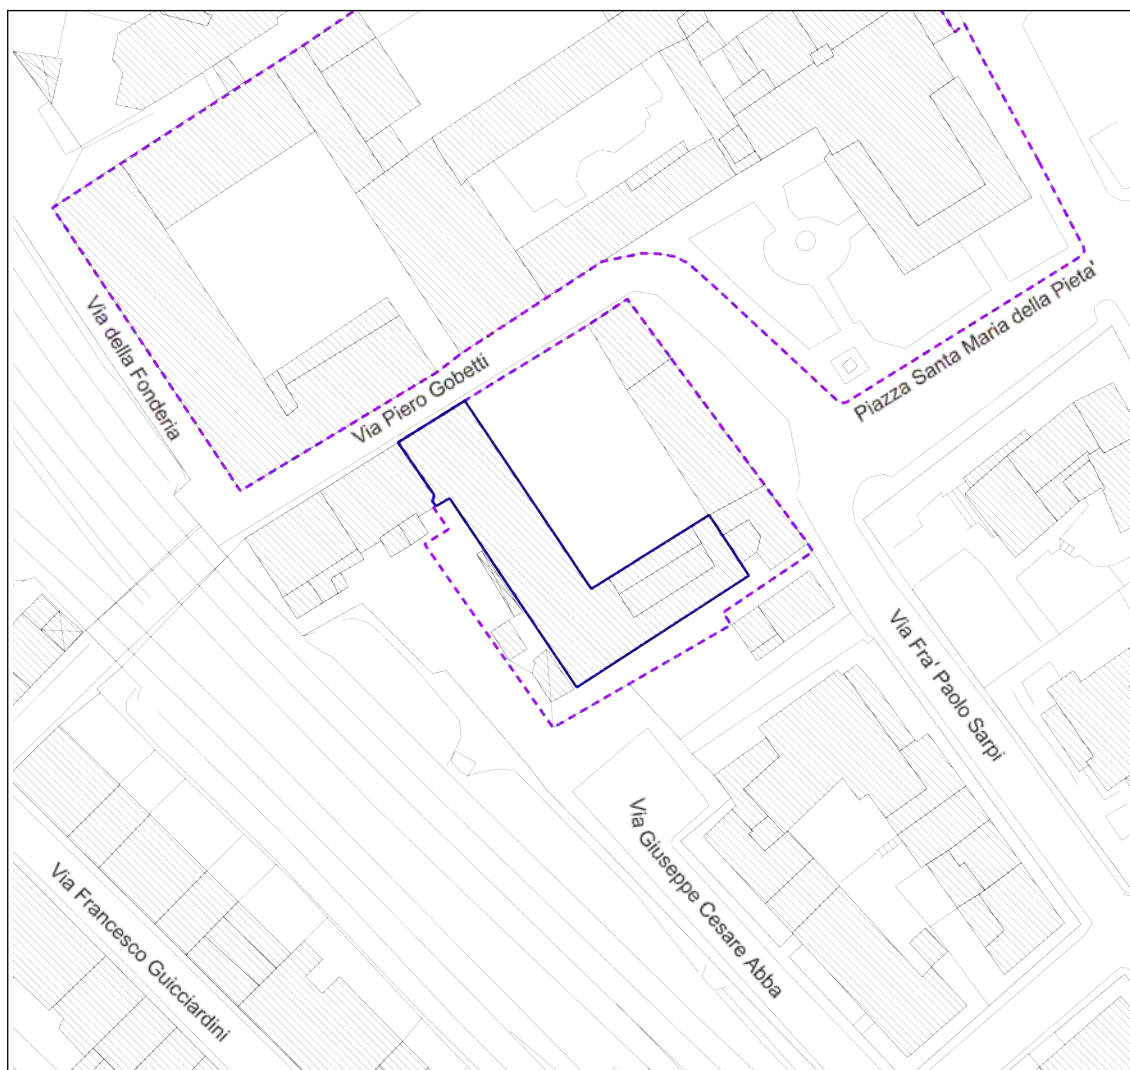 Via della Fonderia
Via Piero Gobetti
Piazza Santa Maria della Pieta'
Via Fra' Paolo Sarpi
Via Giuseppe Cesare Abba
Via Francesco Guicciardini